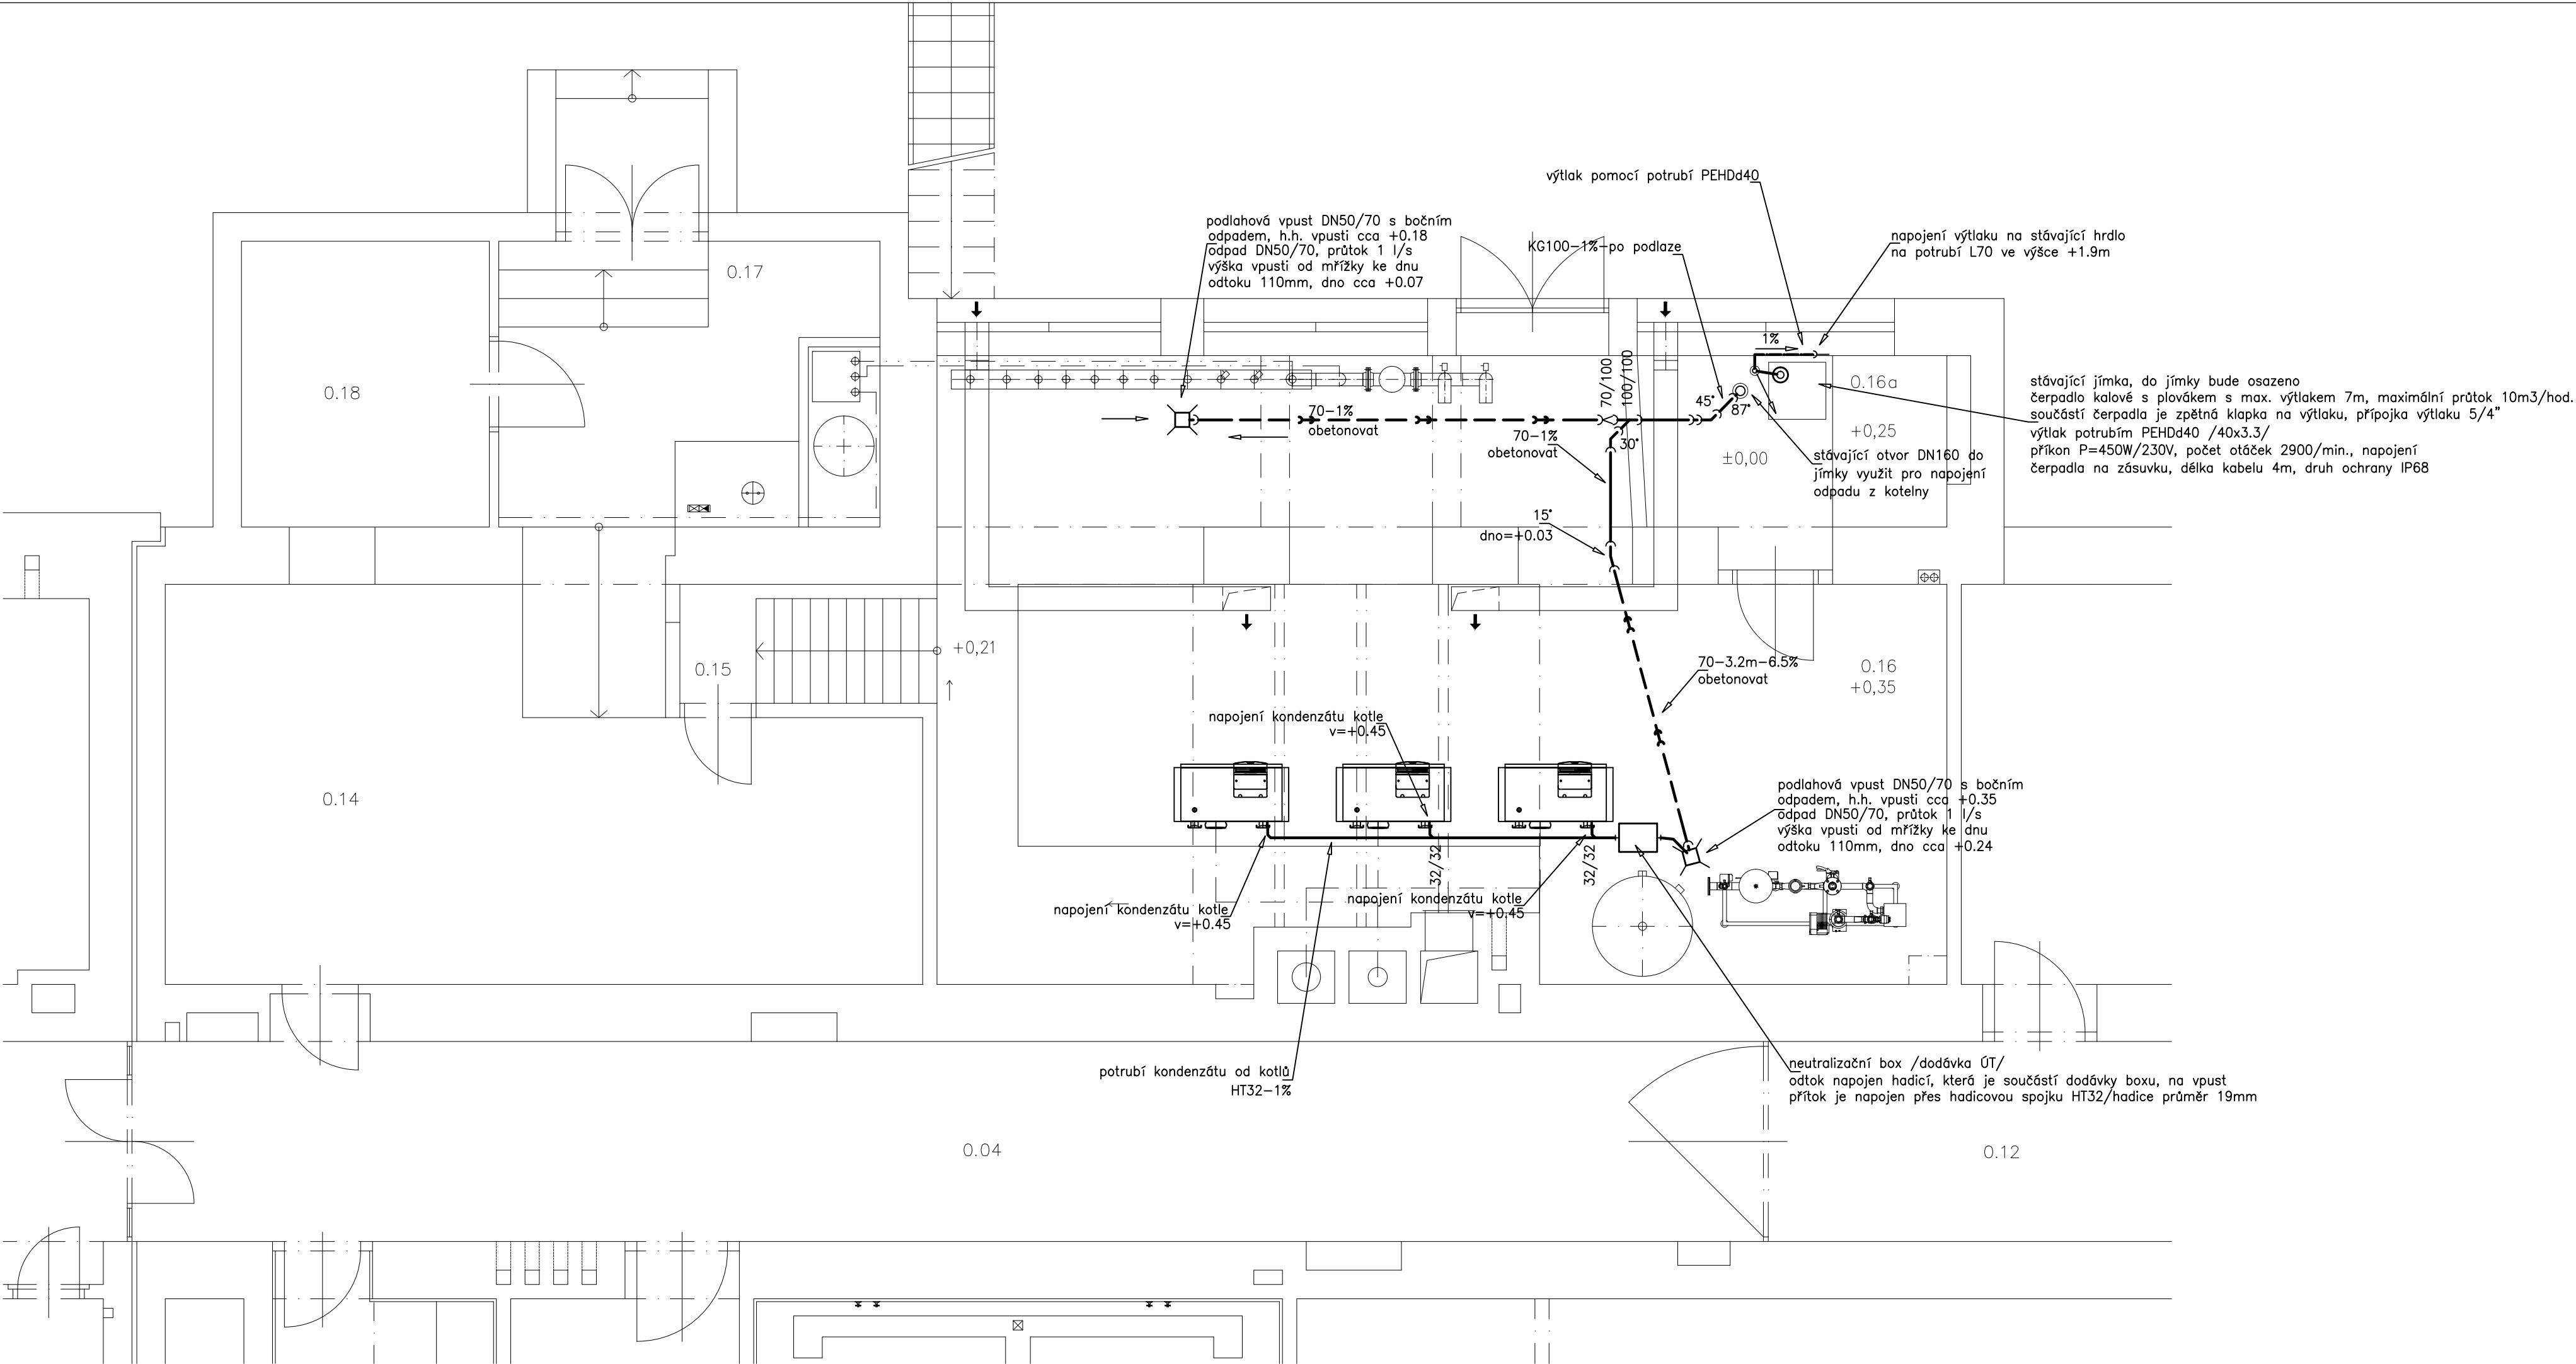 výtlak pomocí potrubí PEHDd40
podlahová vpust DN50/70 s bočním
odpadem, h.h. vpusti cca +0.18
odpad DN50/70, průtok 1 l/s
výška vpusti od mřížky ke dnu
odtoku 110mm, dno cca +0.07
KG100-1%-po podlaze
napojení výtlaku na stávající hrdlo
na potrubí L70 ve výšce +1.9m
0.17
0.18
1%
70/100
100/100
45°
87°
30°
0.16a
+0,25
±0,00
stávající jímka, do jímky bude osazeno
čerpadlo kalové s plovákem s max. výtlakem 7m, maximální průtok 10m3/hod.
součástí čerpadla je zpětná klapka na výtlaku, přípojka výtlaku 5/4"
výtlak potrubím PEHDd40 /40x3.3/
příkon P=450W/230V, počet otáček 2900/min., napojení
čerpadla na zásuvku, délka kabelu 4m, druh ochrany IP68
70-1%
obetonovat
70-1%
obetonovat
stávající otvor DN160 do
jímky využit pro napojení
odpadu z kotelny
15°
dno=+0.03
+0,21
0.15
0.16
+0,35
70-3.2m-6.5%
obetonovat
napojení kondenzátu kotle
v=+0.45
0.14
podlahová vpust DN50/70 s bočním
odpadem, h.h. vpusti cca +0.35
odpad DN50/70, průtok 1 l/s
výška vpusti od mřížky ke dnu
odtoku 110mm, dno cca +0.24
32/32
32/32
napojení kondenzátu kotle
v=+0.45
napojení kondenzátu kotle
v=+0.45
potrubí kondenzátu od kotlů
HT32-1%
neutralizační box /dodávka ÚT/
odtok napojen hadicí, která je součástí dodávky boxu, na vpust
přítok je napojen přes hadicovou spojku HT32/hadice průměr 19mm
0.04
0.12